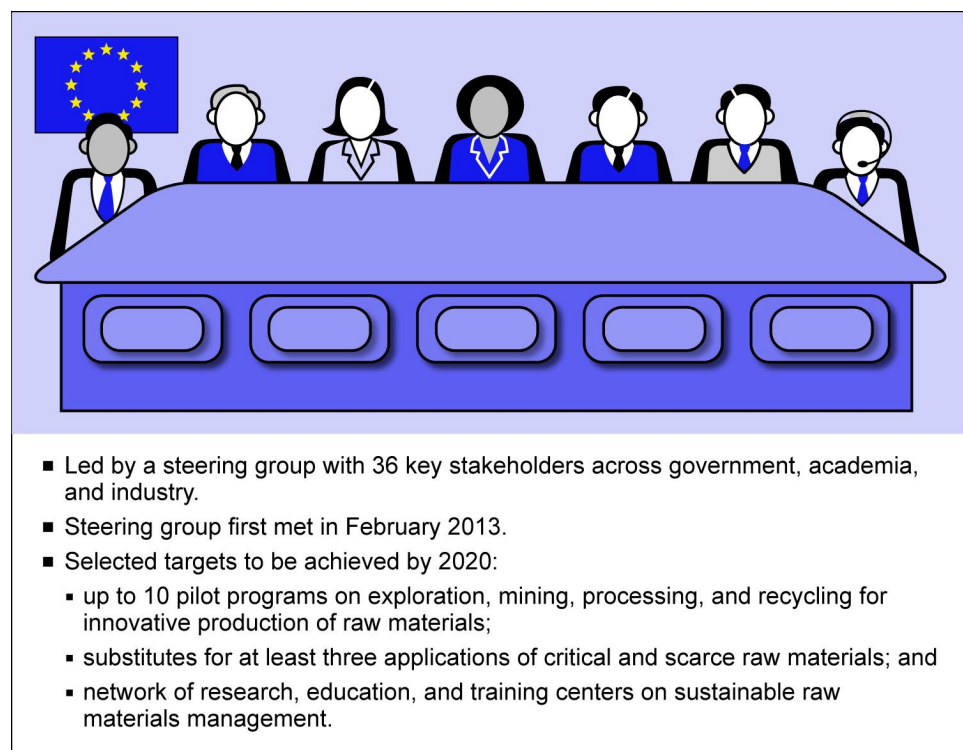 ■ Led by a steering group with 36 key stakeholders across government, academia,
and industry.
■ Steering group first met in February 2013.
■ Selected targets to be achieved by 2020:
▪ up to 10 pilot programs on exploration, mining, processing, and recycling for
innovative production of raw materials;
▪ substitutes for at least three applications of critical and scarce raw materials; and
▪ network of research, education, and training centers on sustainable raw
materials management.